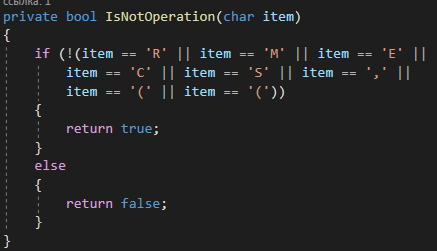 ссылка: 1
private bool IsNotOperation(char item)
{
if (!(item == 'R' || item == 'M' || item == 'E' ||
item == 'C' || item == 'S' || item == ',' ||
item == '(' || item == '('))
{
return true;
}
else
{
return false;
}
}